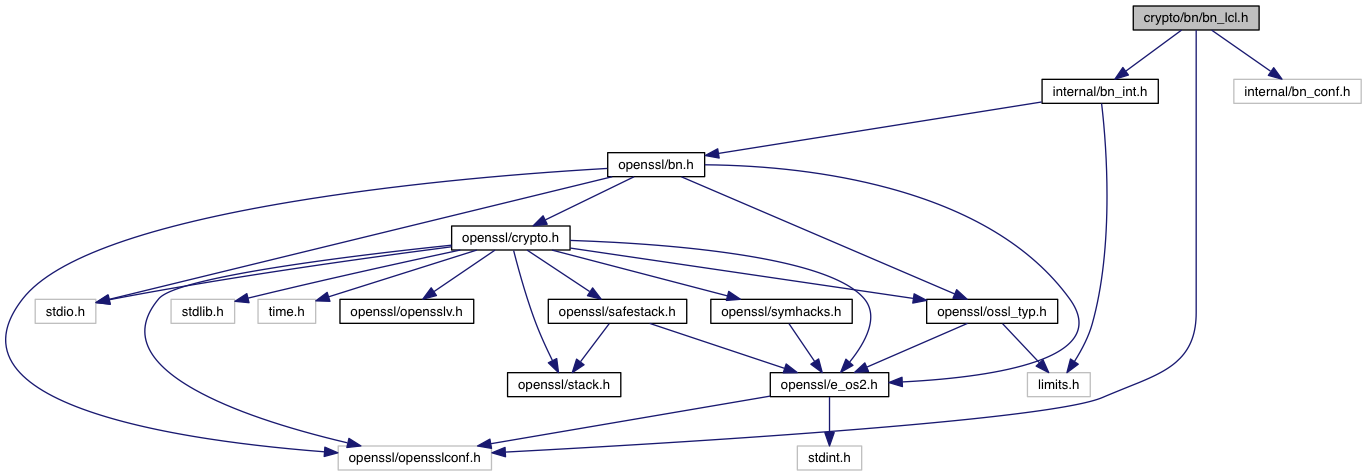 crypto/bn/bn_lcl.h
internal/bn_int.h
internal/bn_conf.h
openssl/bn.h
openssl/crypto.h
stdio.h
stdlib.h
time.h
openssl/opensslv.h
openssl/safestack.h
openssl/symhacks.h
openssl/ossl_typ.h
openssl/stack.h
openssl/e_os2.h
limits.h
openssl/opensslconf.h
stdint.h